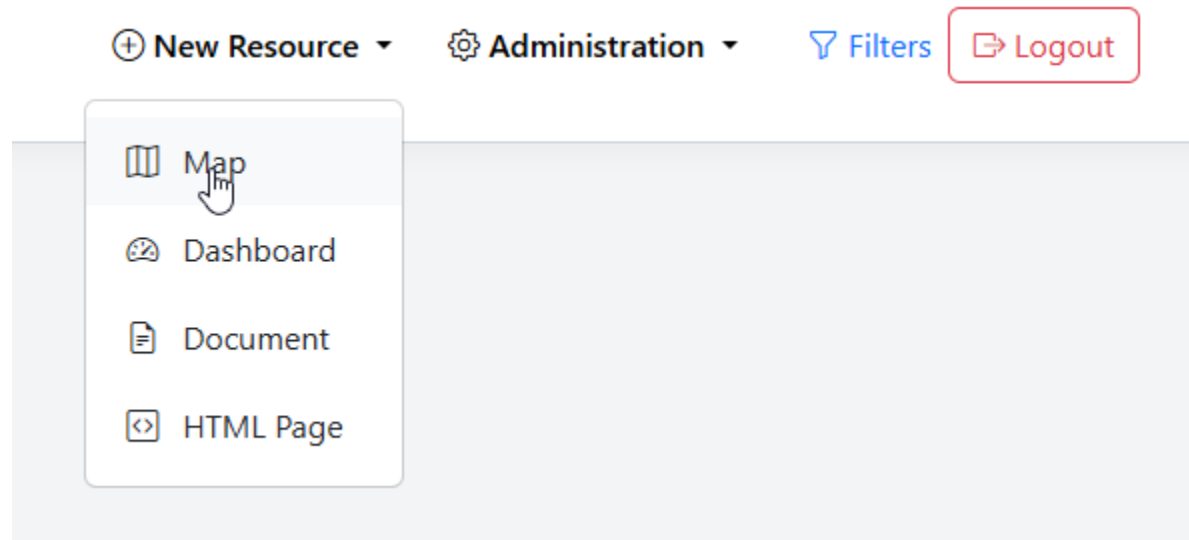 New Resource Administration Filters Logout
Map
Dashboard
Document
HTML Page